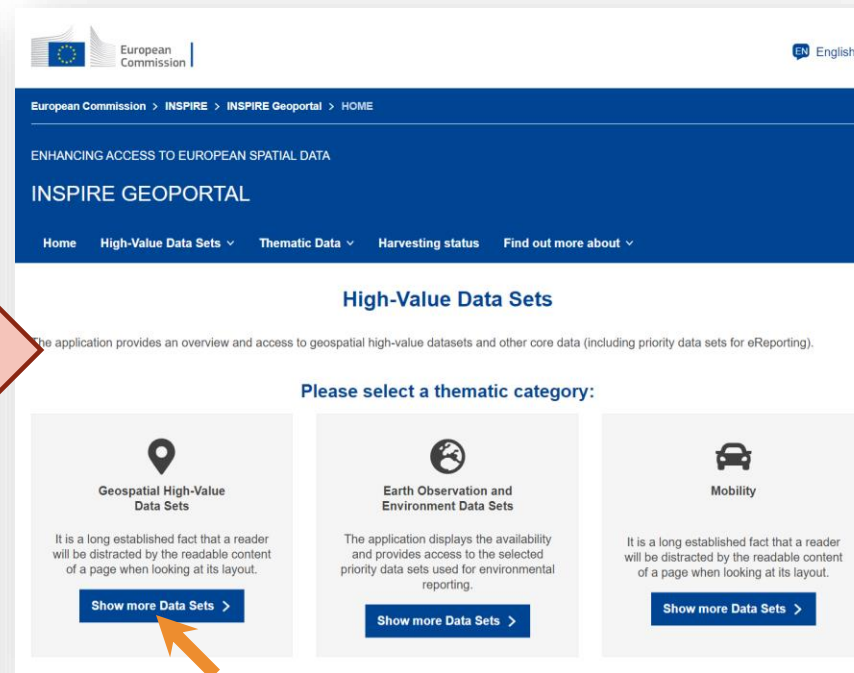 European
Commission
EN English
European Commission > INSPIRE > INSPIRE Geoportal > HOME
ENHANCING ACCESS TO EUROPEAN SPATIAL DATA
INSPIRE GEOPORTAL
Home High-Value Data Sets Thematic Data Harvesting status Find out more about
High-Value Data Sets
The application provides an overview and access to geospatial high-value datasets and other core data (including priority data sets for eReporting).
Please select a thematic category:
Geospatial High-Value
Data Sets
It is a long established fact that a reader
will be distracted by the readable content
of a page when looking at its layout.
Show more Data Sets >
Earth Observation and
Environment Data Sets
The application displays the availability
and provides access to the selected
priority data sets used for environmental
reporting.
Show more Data Sets >
Mobility
It is a long established fact that a reader
will be distracted by the readable content
of a page when looking at its layout.
Show more Data Sets >